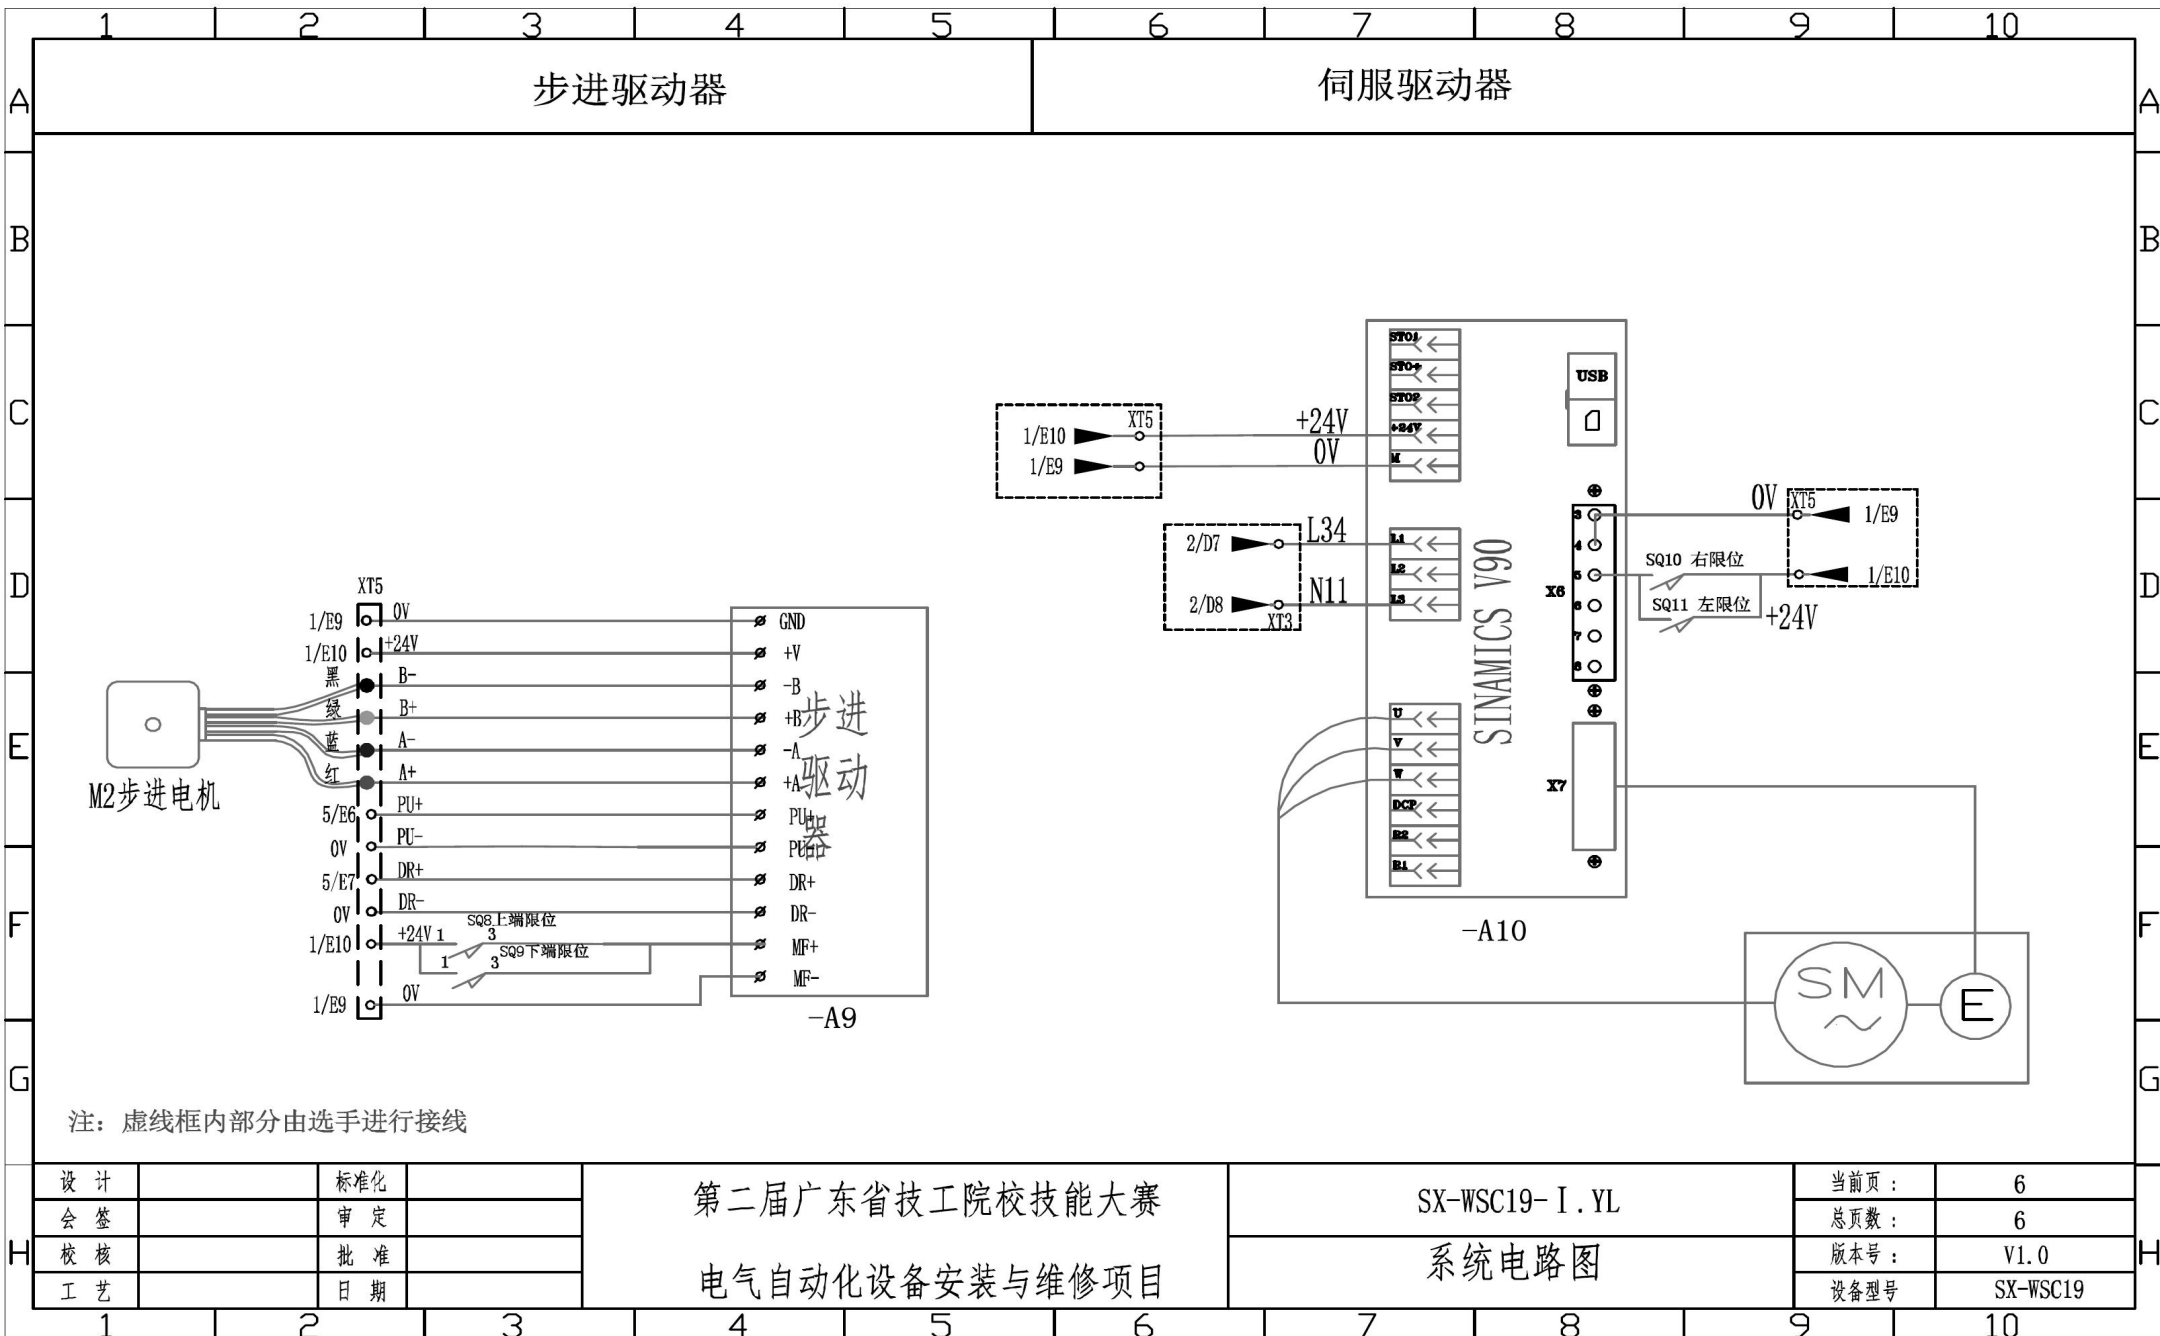 1 2 3 4 5 6 7 8 9 10
步进驱动器
伺服驱动器
A A
B B
C C
D D
E E
F F
G G
H H
XT5
1/E9 0V GND
1/E10 +24V +V
黑 B- -B
绿 B+ +B
蓝 A- -A
红 A+ +A
5/E6 PU+ PU+
0V PU- PU-
5/E7 DR+ DR+
0V DR- DR-
1/E10 +24V 1 3 SQ8上端限位 MF+
1 3 SQ9下端限位
1/E9 0V MF-
M2步进电机
步进
驱动
器
-A9
XT5
1/E10 +24V
1/E9 0V
2/D7 L34
2/D8 N11
XT3
STO1
STO+
STO2
+24V
M
L1
L2
L3
U
V
W
DCP
R2
R1
SINAMICS V90
USB
X6
3
4
5
6
7
8
X7
-A10
0V XT5 1/E9
SQ10 右限位 1/E10
SQ11 左限位 +24V
SM
E
注：虚线框内部分由选手进行接线
设 计 标准化
会 签 审 定
校 核 批 准
工 艺 日 期
第二届广东省技工院校技能大赛
电气自动化设备安装与维修项目
SX-WSC19-Ⅰ.YL
系统电路图
当前页： 6
总页数： 6
版本号： V1.0
设备型号 SX-WSC19
1 2 3 4 5 6 7 8 9 10